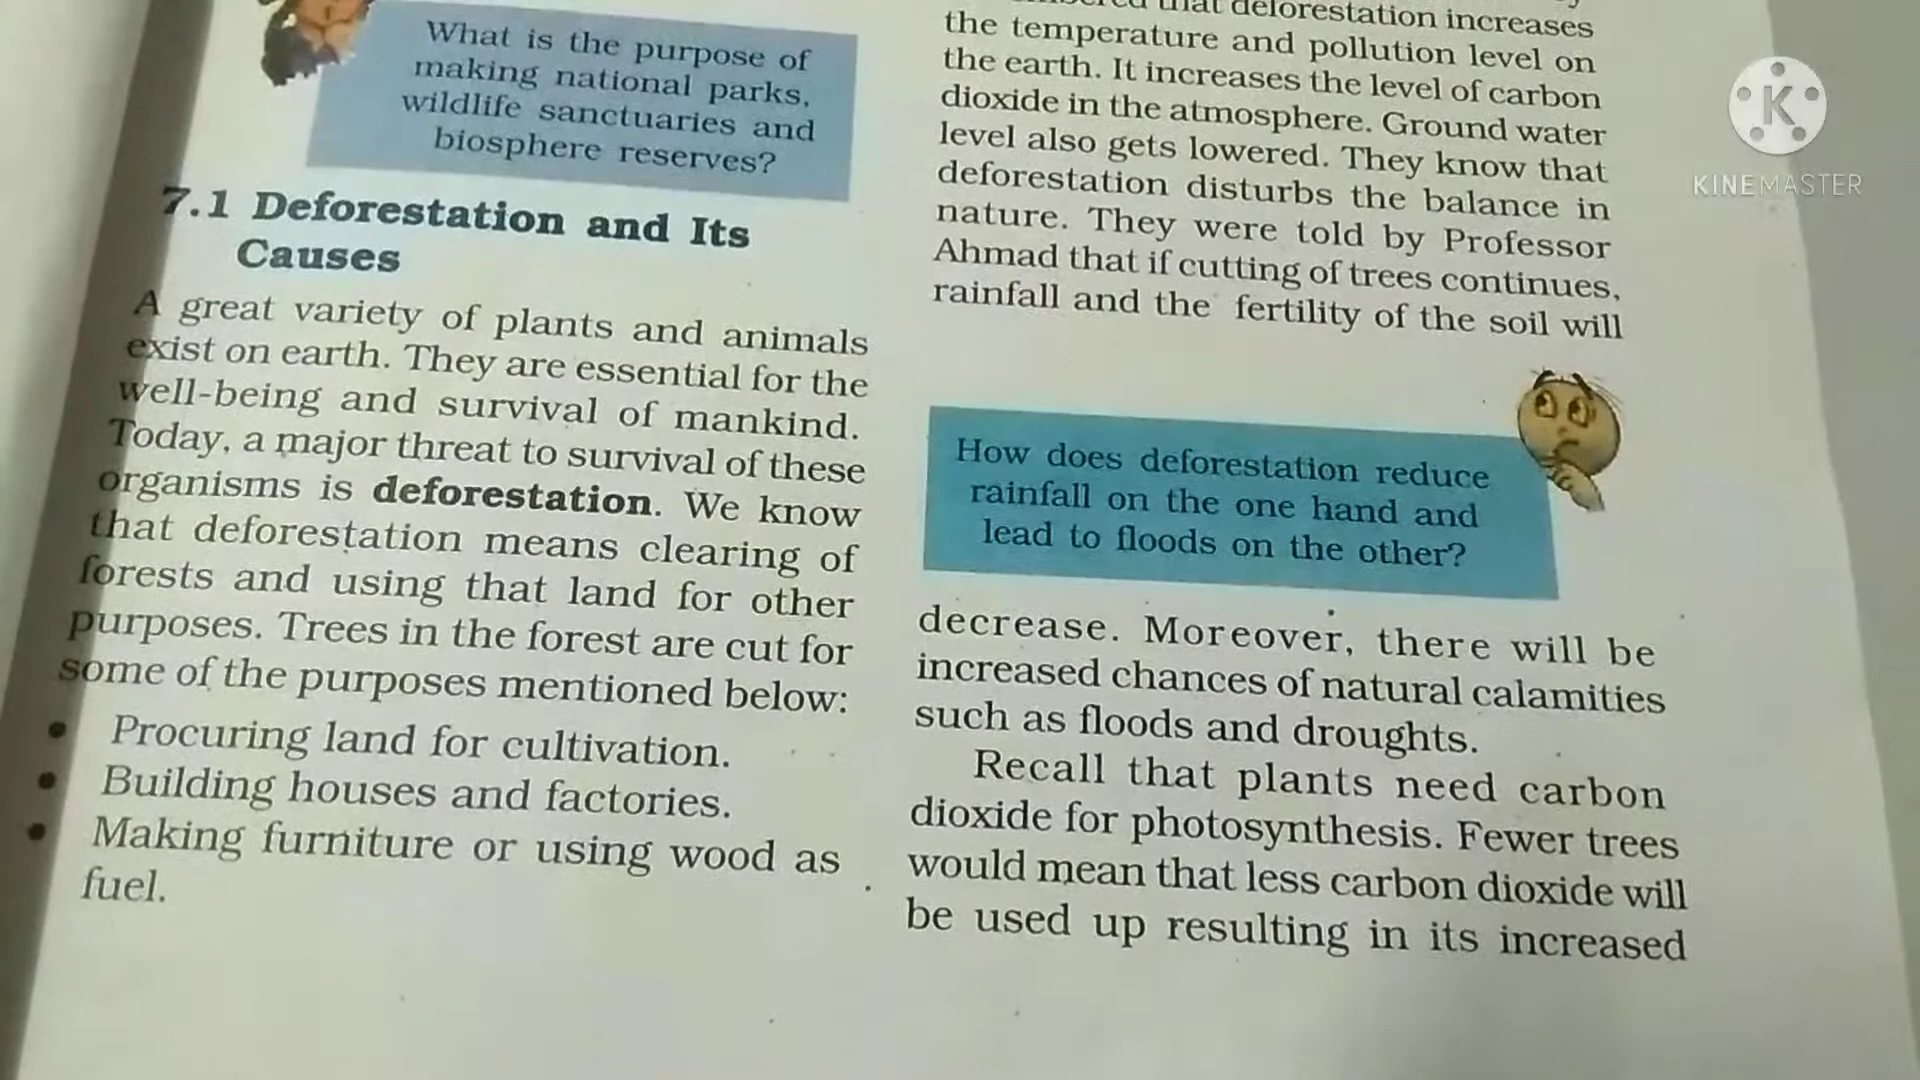 What is the purpose of
making national parks,
wildlife sanctuaries and
biosphere reserves?
7.1 Deforestation and Its
Causes
A great variety of plants and animals
exist on earth. They are essential for the
well-being and survival of mankind.
Today, a major threat to survival of these
organisms is deforestation. We know
that deforestation means clearing of
forests and using that land for other
purposes. Trees in the forest are cut for
some of the purposes mentioned below:
• Procuring land for cultivation.
• Building houses and factories.
• Making furniture or using wood as
fuel.
that deforestation increases
the temperature and pollution level on
the earth. It increases the level of carbon
dioxide in the atmosphere. Ground water
level also gets lowered. They know that
deforestation disturbs the balance in
nature. They were told by Professor
Ahmad that if cutting of trees continues,
rainfall and the fertility of the soil will
How does deforestation reduce
rainfall on the one hand and
lead to floods on the other?
decrease. Moreover, there will be
increased chances of natural calamities
such as floods and droughts.
Recall that plants need carbon
dioxide for photosynthesis. Fewer trees
would mean that less carbon dioxide will
be used up resulting in its increased
K
KINEMASTER